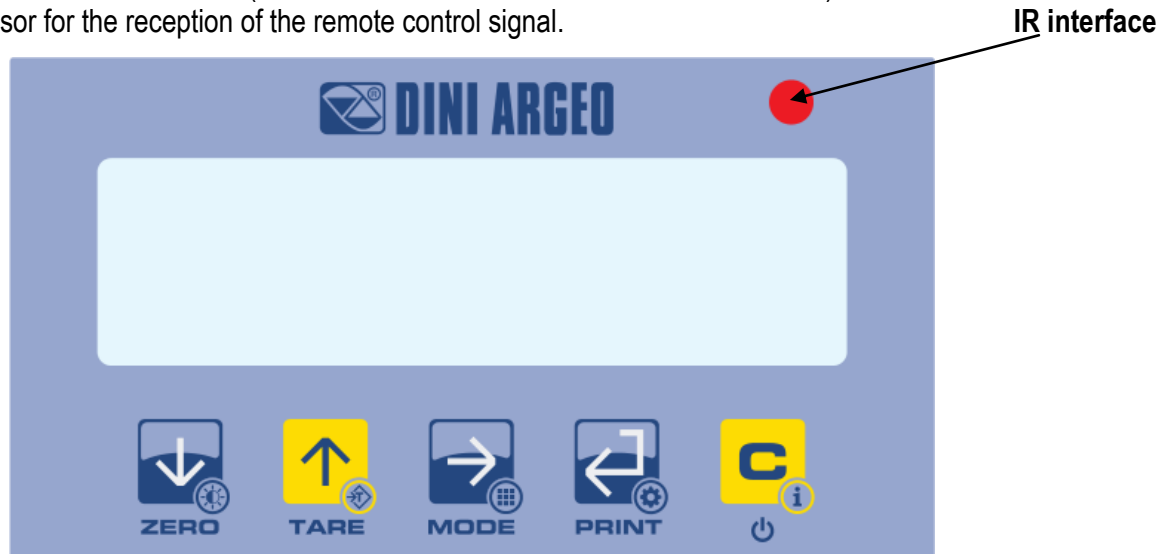 sor for the reception of the remote control signal.
IR interface
® DINI ARGEO
C
T
i
ZERO
TARE
MODE
PRINT